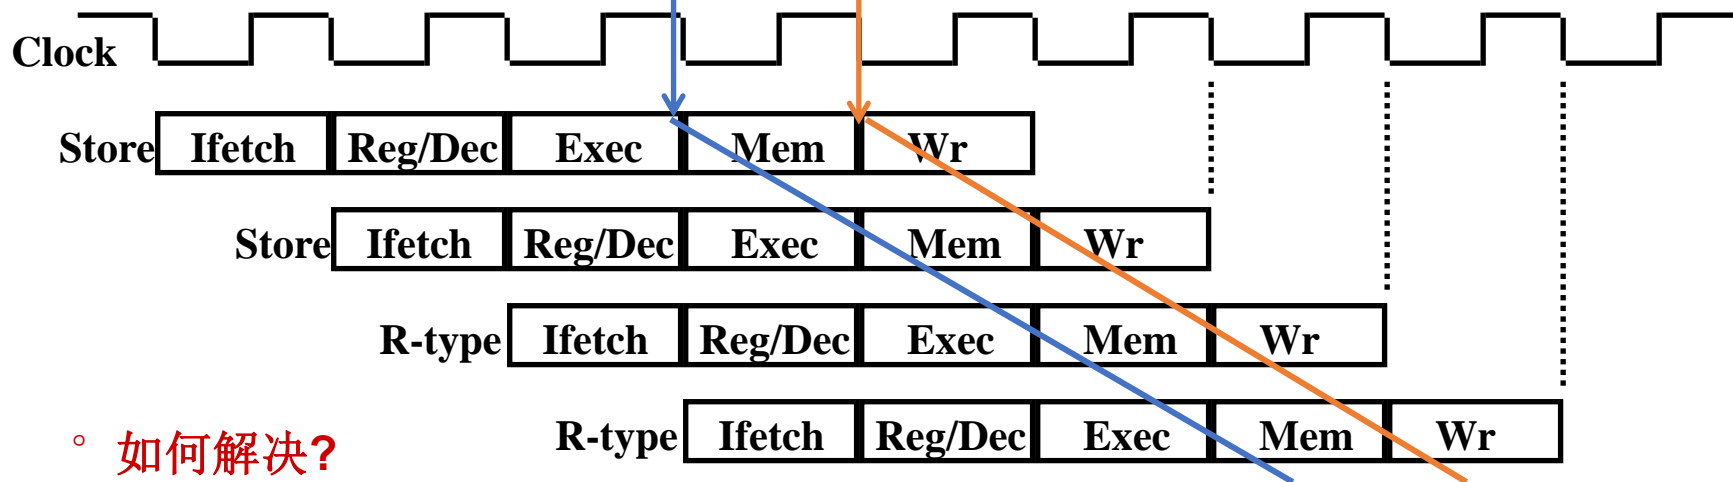 Clock
Store Ifetch Reg/Dec Exec Mem Wr
Store Ifetch Reg/Dec Exec Mem Wr
R-type Ifetch Reg/Dec Exec Mem Wr
R-type Ifetch Reg/Dec Exec Mem Wr
° 如何解决?